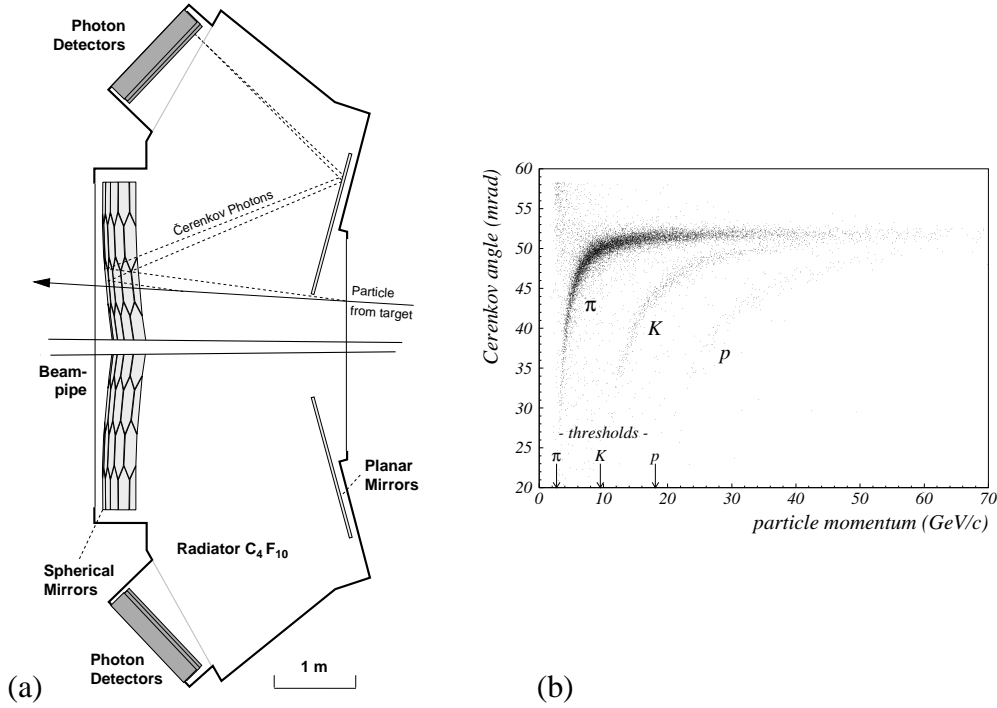 Photon
Detectors
Čerenkov Photons
Particle
from target
Beam-
pipe
Planar
Mirrors
Radiator C₄F₁₀
Spherical
Mirrors
Photon
Detectors
1 m
(a)
Cerenkov angle (mrad)
60
55
50
45
40
35
30
25
20
π
K
p
- thresholds -
π K p
0 10 20 30 40 50 60 70
particle momentum (GeV/c)
(b)